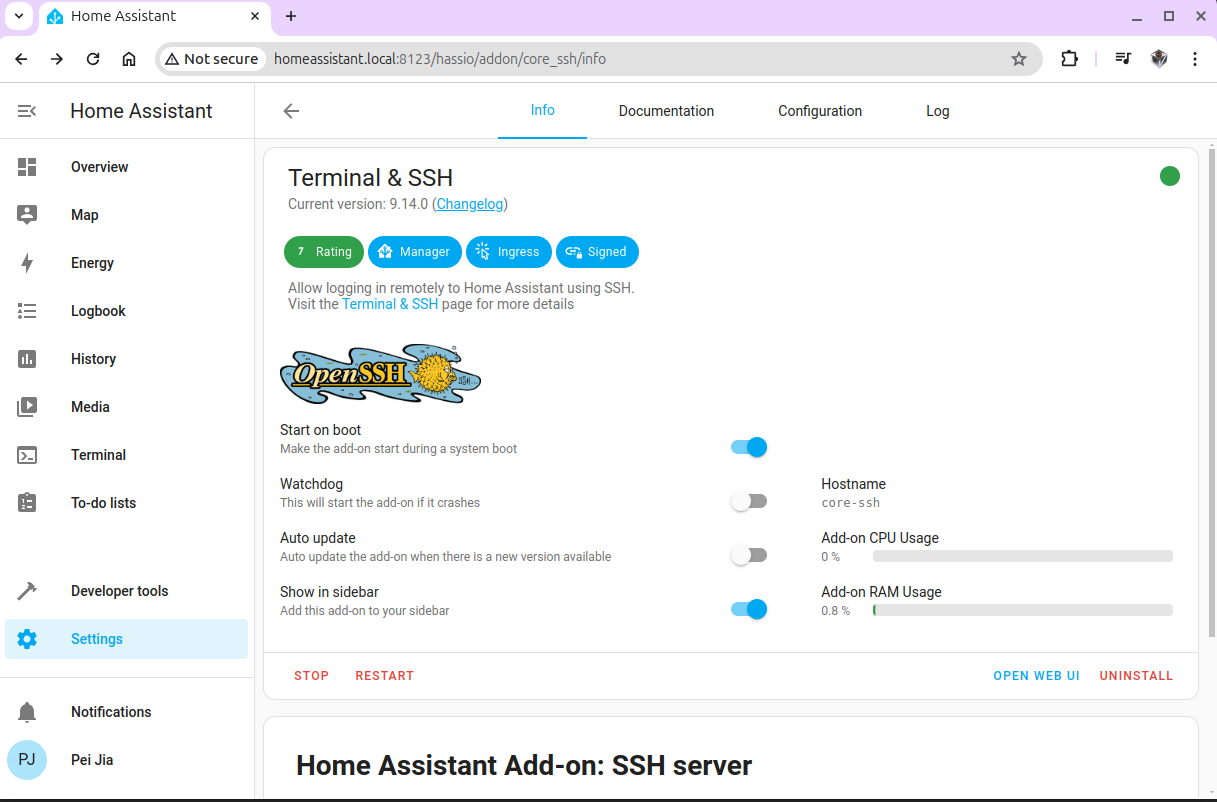 Home Assistant
Not secure
homeassistant.local:8123/hassio/addon/core_ssh/info
Home Assistant
Info
Documentation
Configuration
Log
Overview
Map
Energy
Logbook
History
Media
Terminal
To-do lists
Developer tools
Settings
Notifications
PJ
Pei Jia
Terminal & SSH
Current version: 9.14.0 (Changelog)
7 Rating
Manager
Ingress
Signed
Allow logging in remotely to Home Assistant using SSH.
Visit the Terminal & SSH page for more details
OpenSSH
Start on boot
Make the add-on start during a system boot
Watchdog
This will start the add-on if it crashes
Hostname
core-ssh
Auto update
Auto update the add-on when there is a new version available
Add-on CPU Usage
0 %
Show in sidebar
Add this add-on to your sidebar
Add-on RAM Usage
0.8 %
STOP
RESTART
OPEN WEB UI
UNINSTALL
Home Assistant Add-on: SSH server